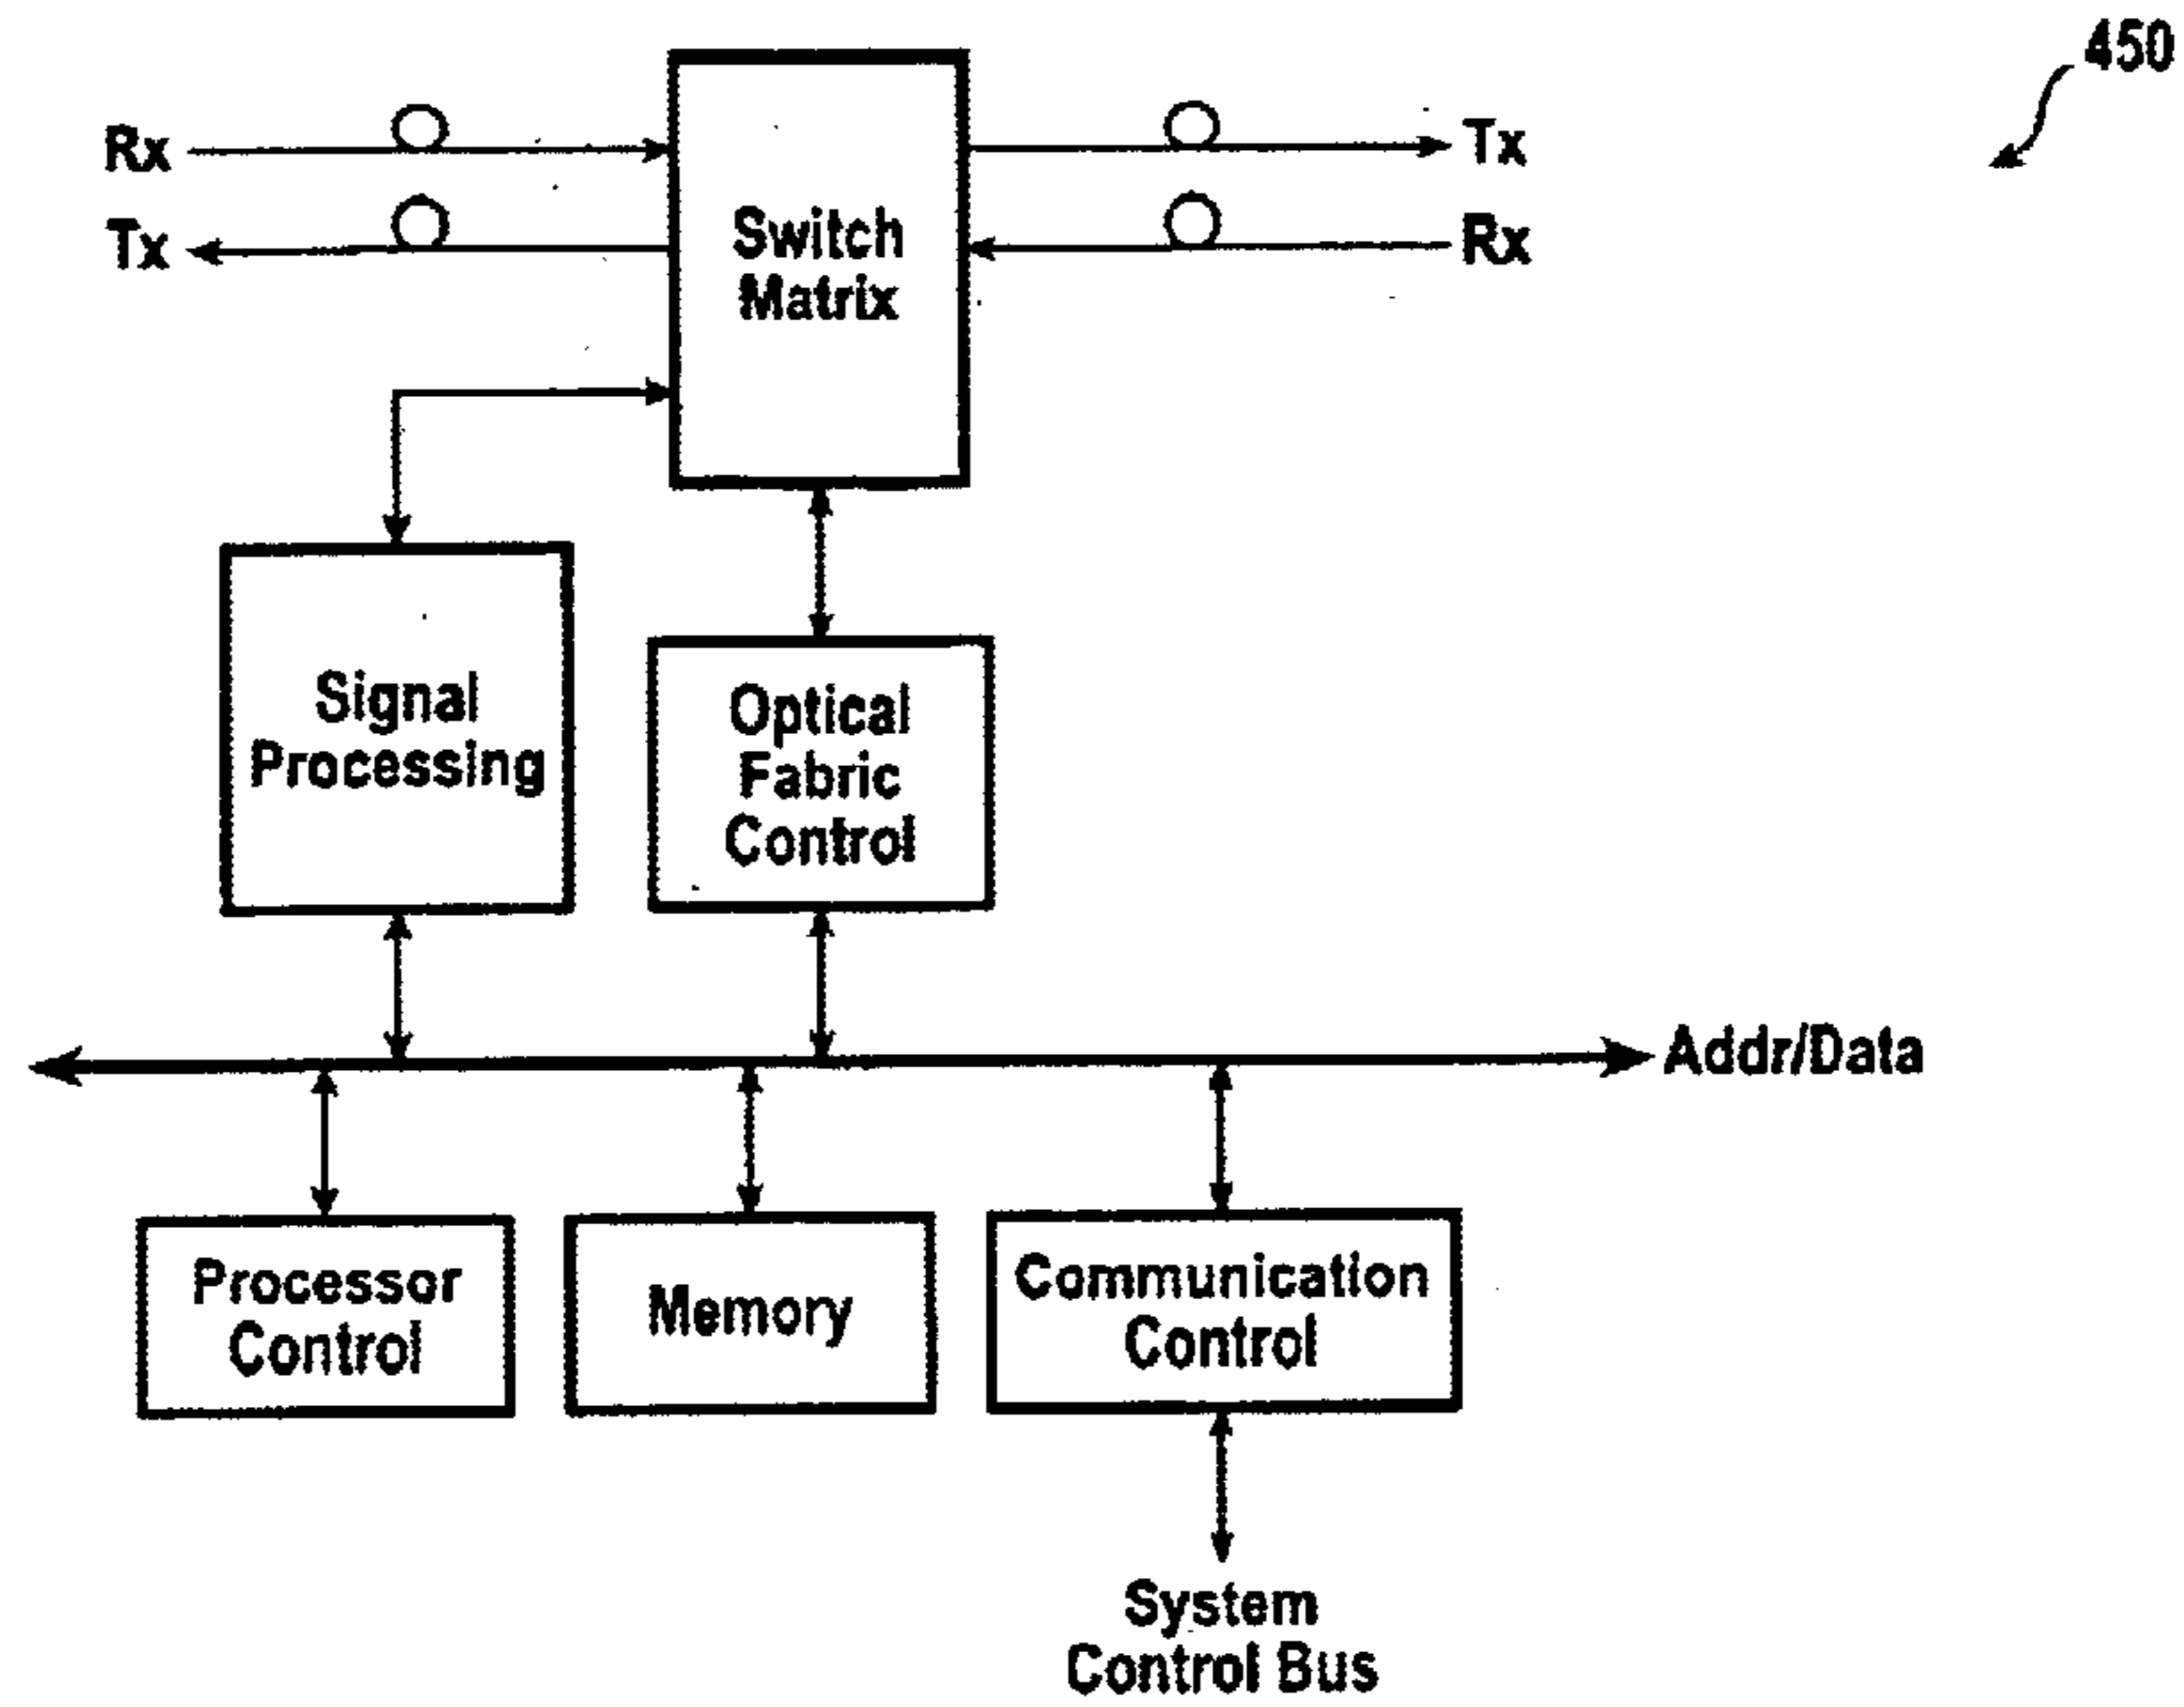 450
Rx
Tx
Tx
Rx
Switch
Matrix
Signal
Processing
Optical
Fabric
Control
Addr/Data
Processor
Control
Memory
Communication
Control
System
Control Bus